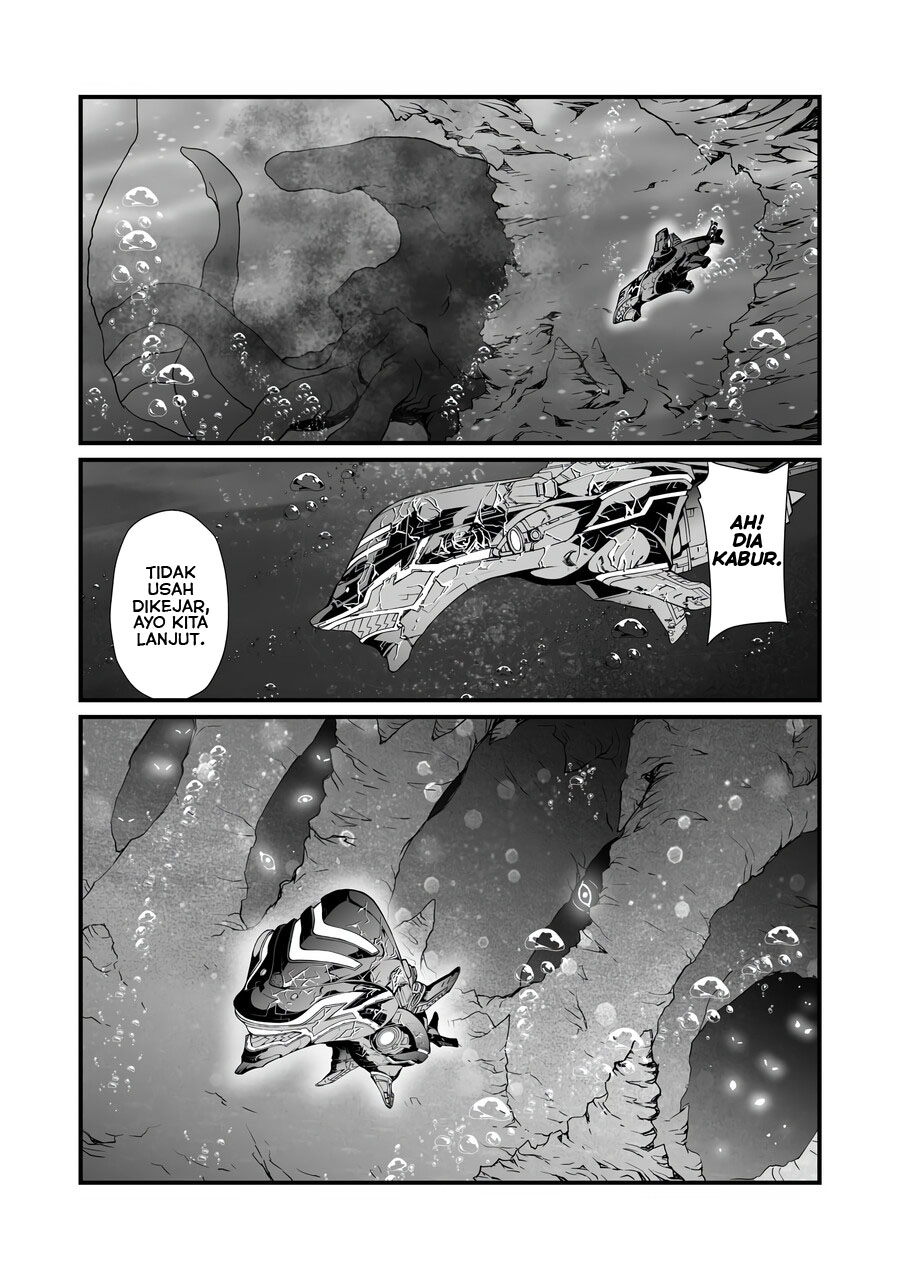 AH!
DIA
KABUR.
TIDAK
USAH
DIKEJAR,
AYO KITA
LANJUT.